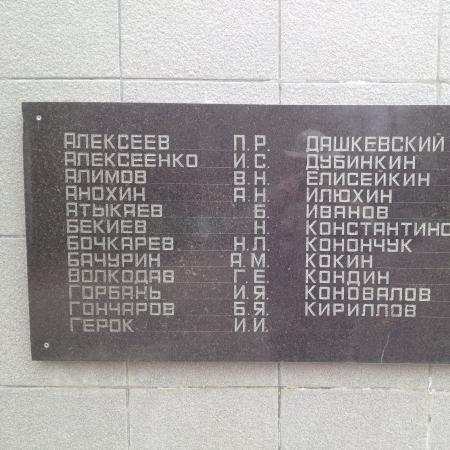 АЛЕКСЕЕВ П.Р.
АЛЕКСЕЕНКО И.С.
АЛИМОВ В.Н.
АНОХИН А.Н.
АТЫКАЕВ Б.
БЕКИЕВ Н.
БОЧКАРЕВ Н.Л.
БАЧУРИН А.М.
ВОЛКОДАВ Г.Е.
ГОРБАНЬ И.Я.
ГОНЧАРОВ Б.Я.
ГЕРОК И.И.
ДАШКЕВСКИЙ
ДУБИНКИН
ЕЛИСЕЙКИН
ИЛЮХИН
ИВАНОВ
КОНСТАНТИНО
КОНОНЧУК
КОКИН
КОНДИН
КОНОВАЛОВ
КИРИЛЛОВ